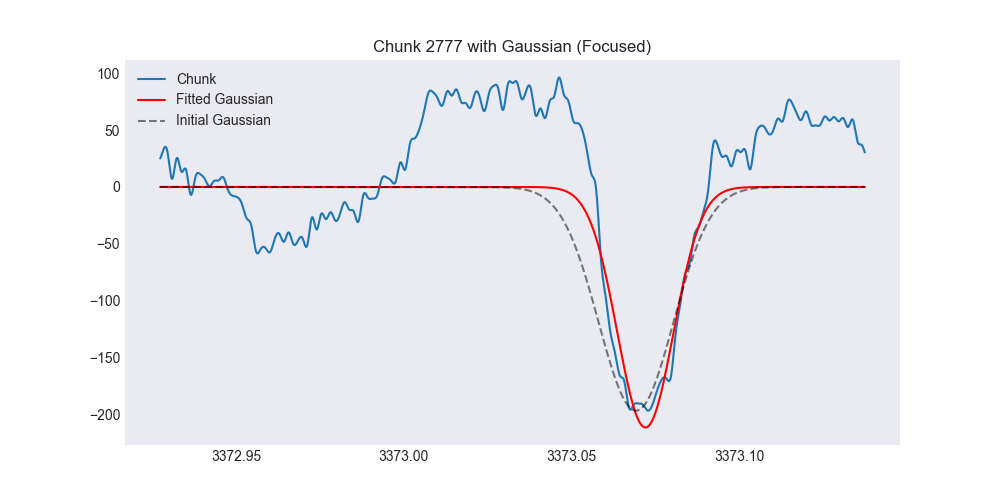 Chunk 2777 with Gaussian (Focused)
Chunk
Fitted Gaussian
Initial Gaussian
100
50
0
−50
−100
−150
−200
3372.95 3373.00 3373.05 3373.10